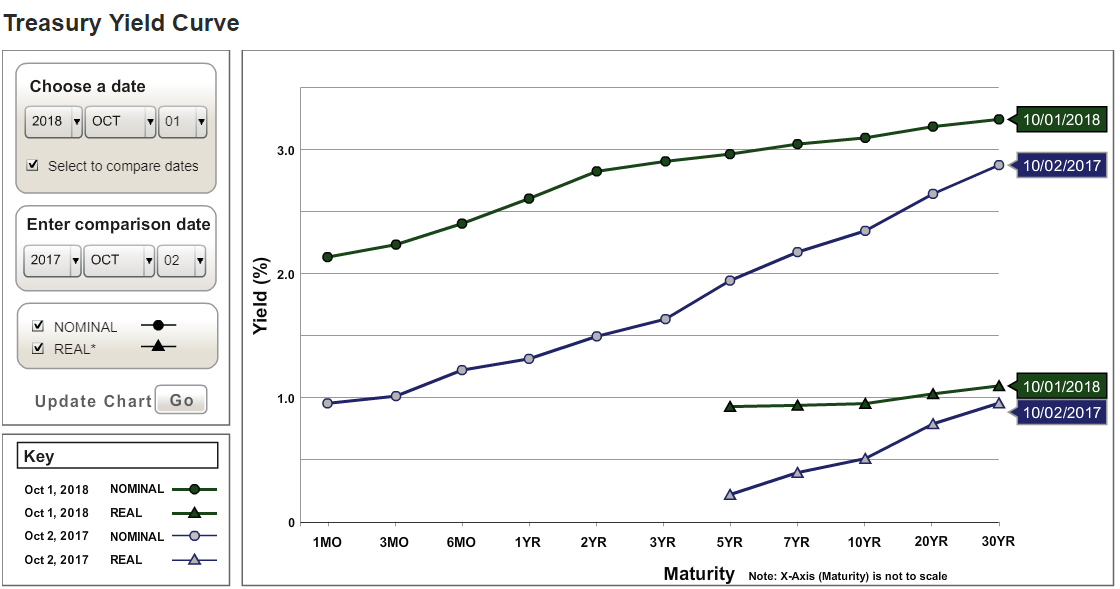 Treasury Yield Curve
Choose a date
2018 OCT 01
Select to compare dates
Enter comparison date
2017 OCT 02
NOMINAL
REAL*
Update Chart Go
Key
Oct 1, 2018 NOMINAL
Oct 1, 2018 REAL
Oct 2, 2017 NOMINAL
Oct 2, 2017 REAL
Yield (%)
3.0
2.0
1.0
0
10/01/2018
10/02/2017
10/01/2018
10/02/2017
1MO 3MO 6MO 1YR 2YR 3YR 5YR 7YR 10YR 20YR 30YR
Maturity Note: X-Axis (Maturity) is not to scale